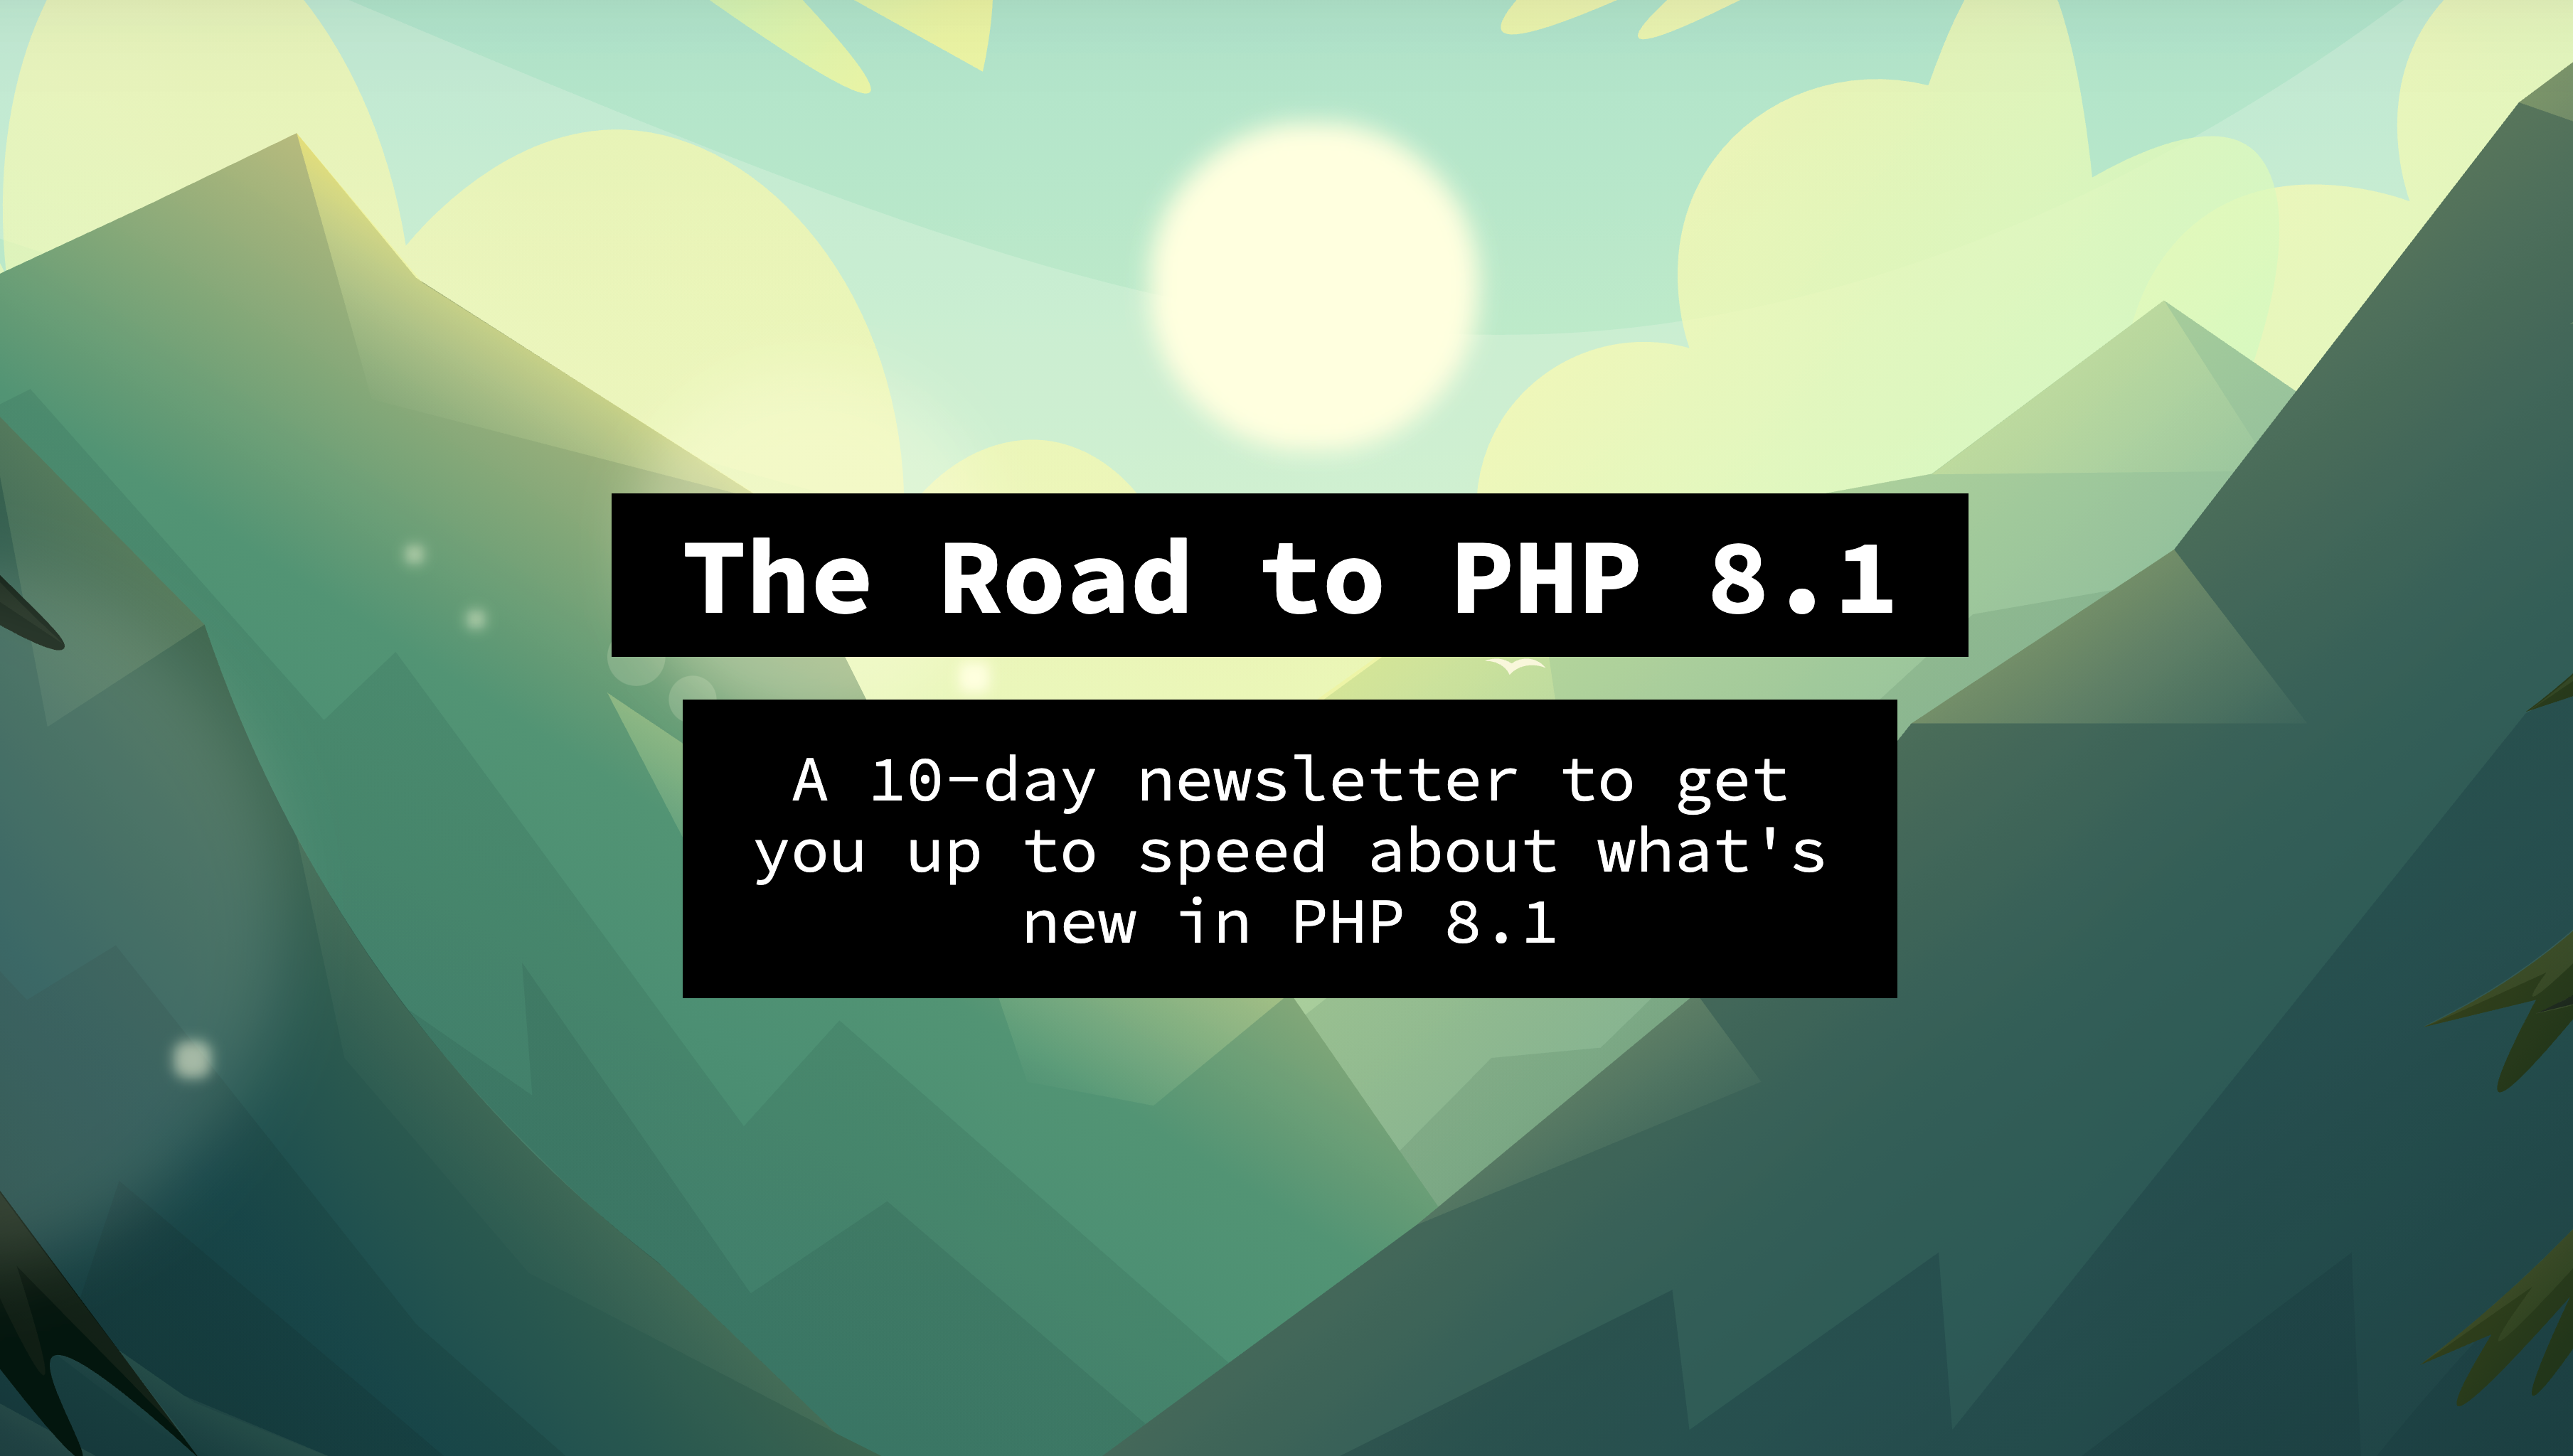 The Road to PHP 8.1
A 10-day newsletter to get
you up to speed about what's
new in PHP 8.1